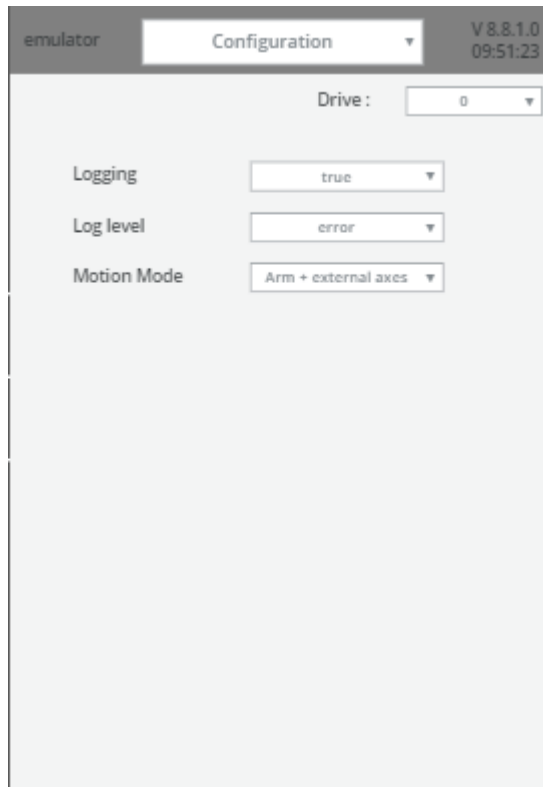 emulator Configuration V 8.8.1.0
09:51:23
Drive : 0
Logging true
Log level error
Motion Mode Arm + external axes